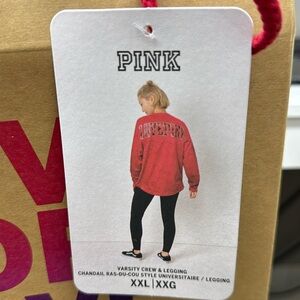 PINK
VARSITY CREW & LEGGING
CHANDAIL RAS-DU-COU STYLE UNIVERSITAIRE / LEGGING
XXL | XXG